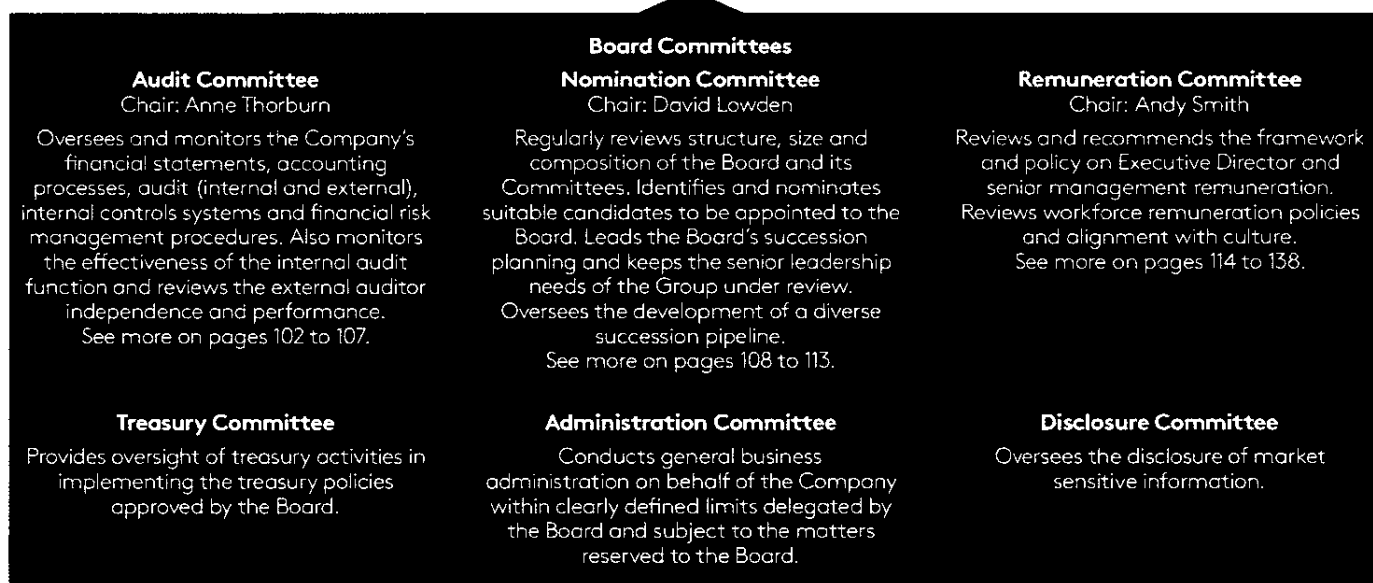 Board Committees
Audit Committee
Chair: Anne Thorburn
Oversees and monitors the Company's
financial statements, accounting
processes, audit (internal and external),
internal controls systems and financial risk
management procedures. Also monitors
the effectiveness of the internal audit
function and reviews the external auditor
independence and performance.
See more on pages 102 to 107.
Nomination Committee
Chair: David Lowden
Regularly reviews structure, size and
composition of the Board and its
Committees. Identifies and nominates
suitable candidates to be appointed to the
Board. Leads the Board's succession
planning and keeps the senior leadership
needs of the Group under review.
Oversees the development of a diverse
succession pipeline.
See more on pages 108 to 113.
Remuneration Committee
Chair: Andy Smith
Reviews and recommends the framework
and policy on Executive Director and
senior management remuneration.
Reviews workforce remuneration policies
and alignment with culture.
See more on pages 114 to 138.
Treasury Committee
Provides oversight of treasury activities in
implementing the treasury policies
approved by the Board.
Administration Committee
Conducts general business
administration on behalf of the Company
within clearly defined limits delegated by
the Board and subject to the matters
reserved to the Board.
Disclosure Committee
Oversees the disclosure of market
sensitive information.